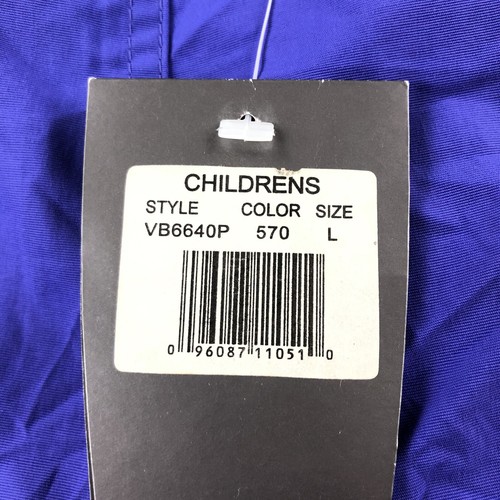 CHILDRENS
STYLE COLOR SIZE
VB6640P 570 L
0 96087 11051 0